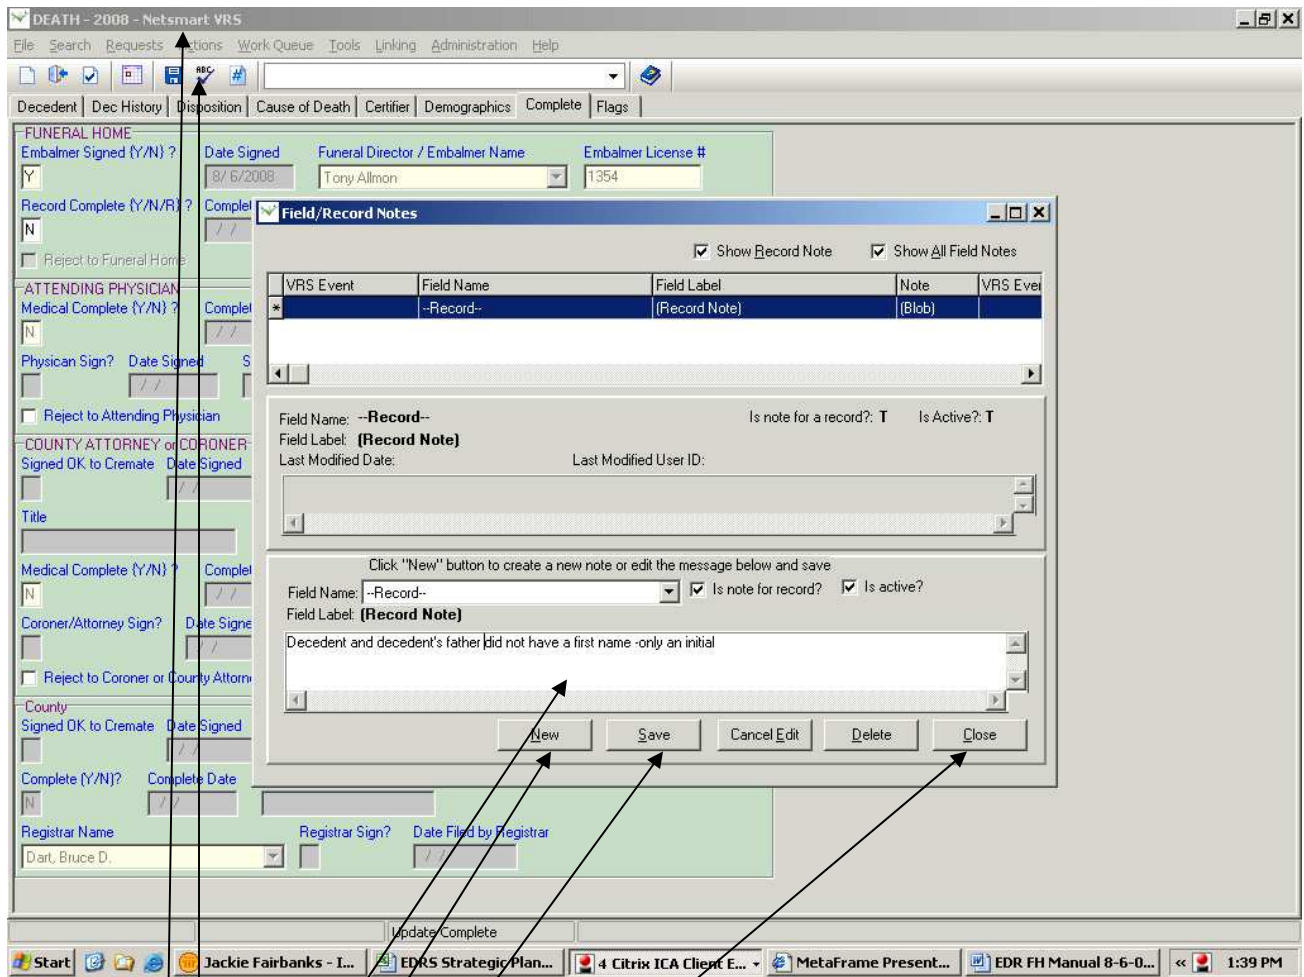 DEATH - 2008 - Netsmart VRS
File Search Requests Actions Work Queue Tools Linking Administration Help
ABC
#
Decedent Dec History Disposition Cause of Death Certifier Demographics Complete Flags
FUNERAL HOME
Embalmer Signed (Y/N) ? Date Signed Funeral Director / Embalmer Name Embalmer License #
Y 8/ 6/2008 Tony Allmon 1354
Record Complete (Y/N/R) ? Complet
N / /
Reject to Funeral Home
ATTENDING PHYSICIAN
Medical Complete (Y/N) ? Complet
N / /
Physican Sign? Date Signed S
/ /
Reject to Attending Physician
COUNTY ATTORNEY or CORONER
Signed OK to Cremate Date Signed
/ /
Title
Medical Complete (Y/N) ? Complet
N / /
Coroner/Attorney Sign? Date Signe
/ /
Reject to Coroner or County Attorn
County
Signed OK to Cremate Date Signed
/ /
Complete (Y/N)? Complete Date
N / /
Registrar Name Registrar Sign? Date Filed by Registrar
Dart, Bruce D. / /
Field/Record Notes
Show Record Note Show All Field Notes
VRS Event Field Name Field Label Note VRS Ever
* --Record-- (Record Note) (Blob)
Field Name: --Record-- Is note for a record?: T Is Active?: T
Field Label: (Record Note)
Last Modified Date: Last Modified User ID:
Click "New" button to create a new note or edit the message below and save
Field Name: --Record-- Is note for record? Is active?
Field Label: (Record Note)
Decedent and decedent's father did not have a first name -only an initial
New Save Cancel Edit Delete Close
Update Complete
Start Jackie Fairbanks - I... EDRS Strategic Plan... 4 Citrix ICA Client E... MetaFrame Present... EDR FH Manual 8-6-0... « 1:39 PM